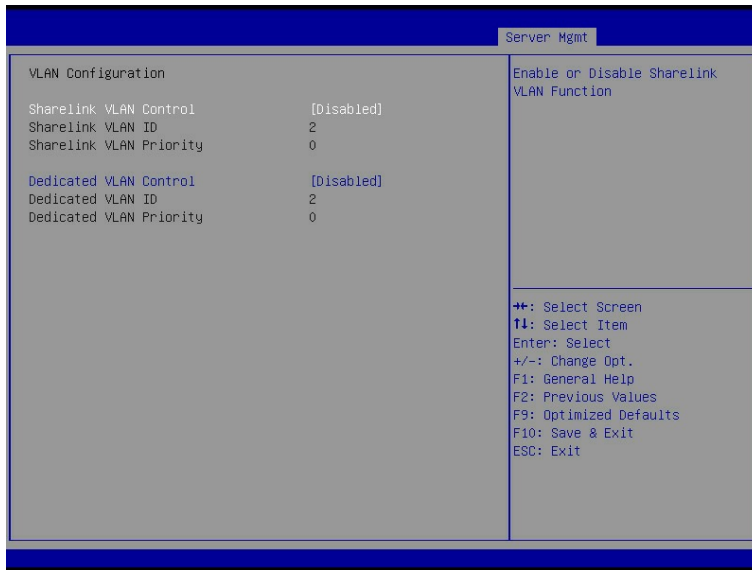 Server Mgmt
VLAN Configuration
Sharelink VLAN Control [Disabled]
Sharelink VLAN ID 2
Sharelink VLAN Priority 0
Dedicated VLAN Control [Disabled]
Dedicated VLAN ID 2
Dedicated VLAN Priority 0
Enable or Disable Sharelink
VLAN Function
→←: Select Screen
↑↓: Select Item
Enter: Select
+/-: Change Opt.
F1: General Help
F2: Previous Values
F9: Optimized Defaults
F10: Save & Exit
ESC: Exit